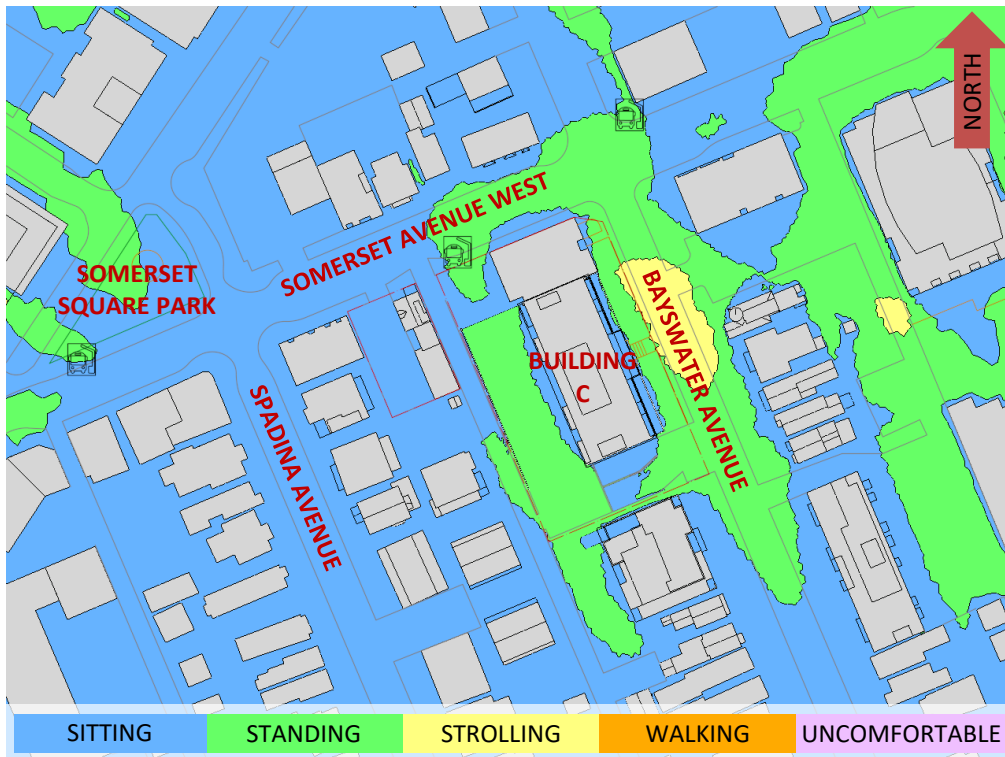 NORTH
SOMERSET AVENUE WEST
SOMERSET
SQUARE PARK
BAYSWATER AVENUE
BUILDING
C
SPADINA AVENUE
SITTING
STANDING
STROLLING
WALKING
UNCOMFORTABLE